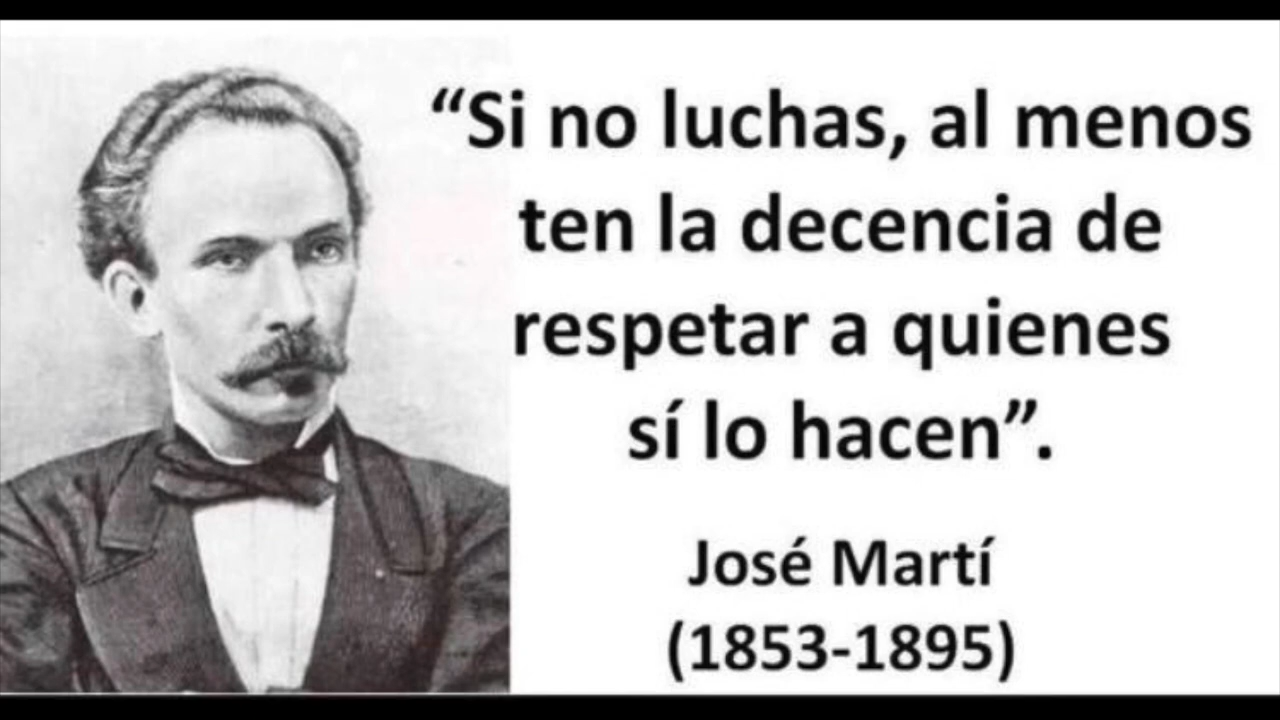 “Si no luchas, al menos
ten la decencia de
respetar a quienes
sí lo hacen”.
José Martí
(1853-1895)